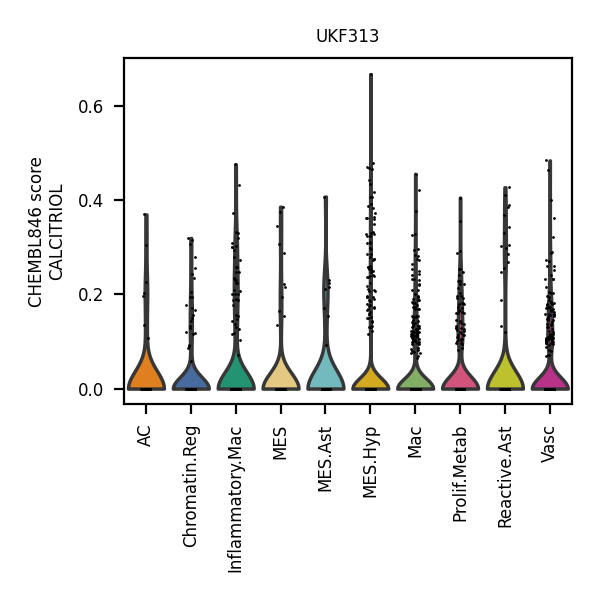 UKF313
CHEMBL846 score
CALCITRIOL
0.6
0.4
0.2
0.0
AC
Chromatin.Reg
Inflammatory.Mac
MES
MES.Ast
MES.Hyp
Mac
Prolif.Metab
Reactive.Ast
Vasc